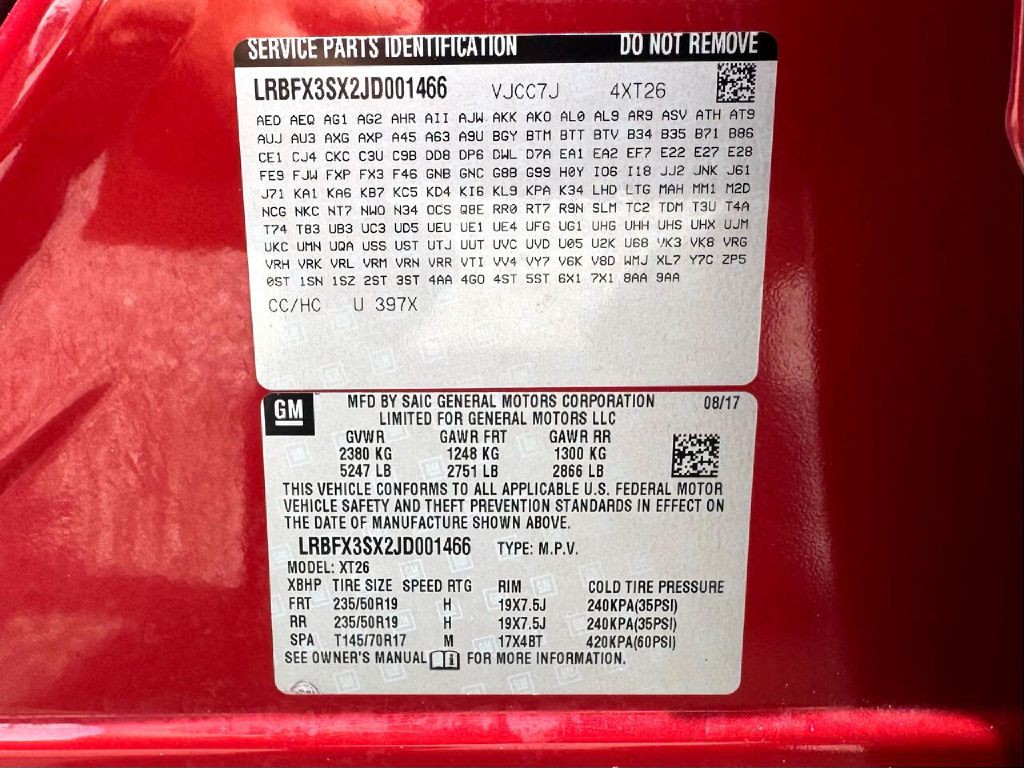 SERVICE PARTS IDENTIFICATION DO NOT REMOVE
LRBFX3SX2JD001466 VJCC7J 4XT26
AED AEQ AG1 AG2 AHR AII AJW AKK AKO AL0 AL9 AR9 ASV ATH AT9
AUJ AU3 AXG AXP A45 A63 A9U BGY BTM BTT BTV B34 B35 B71 B86
CE1 CJ4 CKC C3U C9B DD8 DP6 DWL D7A EA1 EA2 EF7 E22 E27 E28
FE9 FJW FXP FX3 F46 GNB GNC G8B G99 H0Y IO6 I18 JJ2 JNK J61
J71 KA1 KA6 KB7 KC5 KD4 KI6 KL9 KPA K34 LHD LTG MAH MM1 M2D
NCG NKC NT7 NWO N34 OCS Q8E RR0 RT7 R9N SLM TC2 TDM T3U T4A
T74 T83 UB3 UC3 UD5 UEU UE1 UE4 UFG UG1 UHG UHH UHS UHX UJM
UKC UMN UQA USS UST UTJ UUT UVC UVD U05 U2K U68 VK3 VK8 VRG
VRH VRK VRL VRM VRN VRR VTI VV4 VY7 V6K V8D WMJ XL7 Y7C ZP5
0ST 1SN 1SZ 2ST 3ST 4AA 4GO 4ST 5ST 6X1 7X1 8AA 9AA
CC/HC U 397X
GM MFD BY SAIC GENERAL MOTORS CORPORATION 08/17
LIMITED FOR GENERAL MOTORS LLC
GVWR GAWR FRT GAWR RR
2380 KG 1248 KG 1300 KG
5247 LB 2751 LB 2866 LB
THIS VEHICLE CONFORMS TO ALL APPLICABLE U.S. FEDERAL MOTOR
VEHICLE SAFETY AND THEFT PREVENTION STANDARDS IN EFFECT ON
THE DATE OF MANUFACTURE SHOWN ABOVE.
LRBFX3SX2JD001466 TYPE: M.P.V.
MODEL: XT26
XBHP TIRE SIZE SPEED RTG RIM COLD TIRE PRESSURE
FRT 235/50R19 H 19X7.5J 240KPA(35PSI)
RR 235/50R19 H 19X7.5J 240KPA(35PSI)
SPA T145/70R17 M 17X4BT 420KPA(60PSI)
SEE OWNER'S MANUAL FOR MORE INFORMATION.